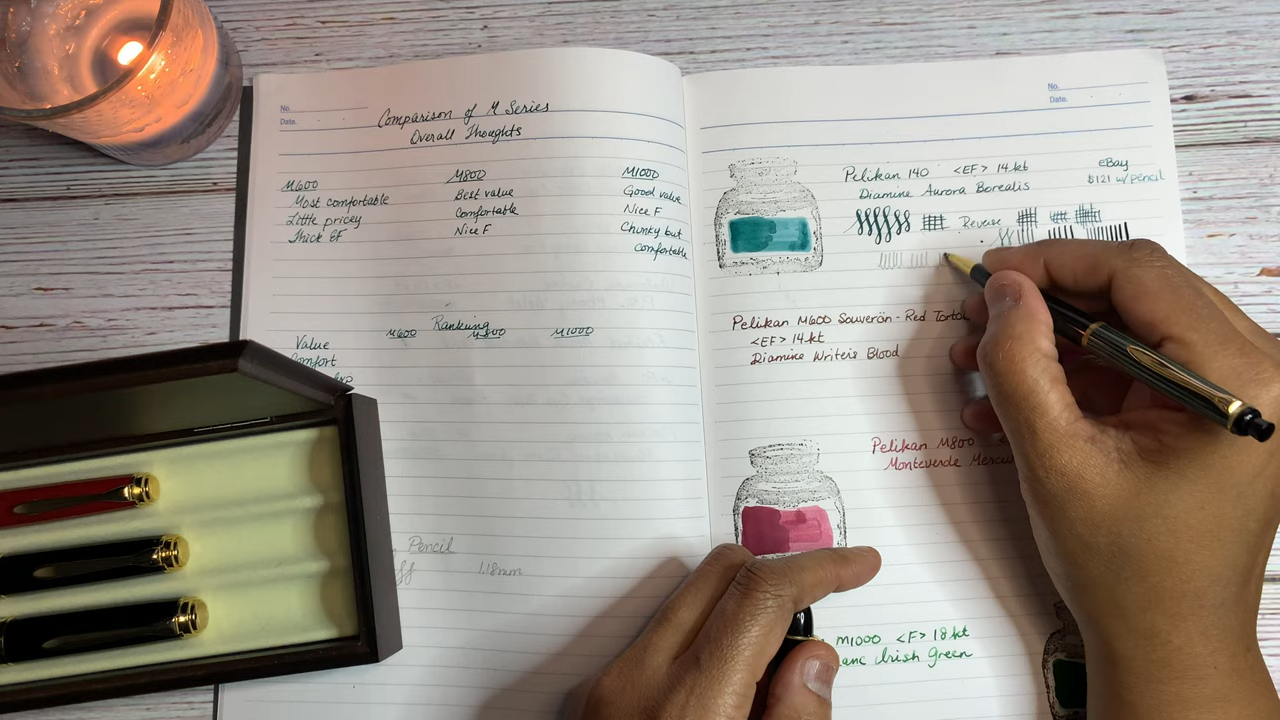 No.
Date.
Comparison of M Series
Overall Thoughts
M600
Most comfortable
Little pricey
Thick EF
M800
Best value
Comfortable
Nice F
M1000
Good value
Nice F
Chunky but
comfortable
Ranking
M600 M800 M1000
Value
Comfort
Pencil
1.18mm
No.
Date.
Pelikan 140 <EF> 14kt
Diamine Aurora Borealis
eBay
$121 w/pencil
Reverse
Pelikan M600 Souverän - Red
<EF> 14kt
Diamine Writer's Blood
Pelikan M800
Monteverde
M1000 <F> 18kt
Irish Green